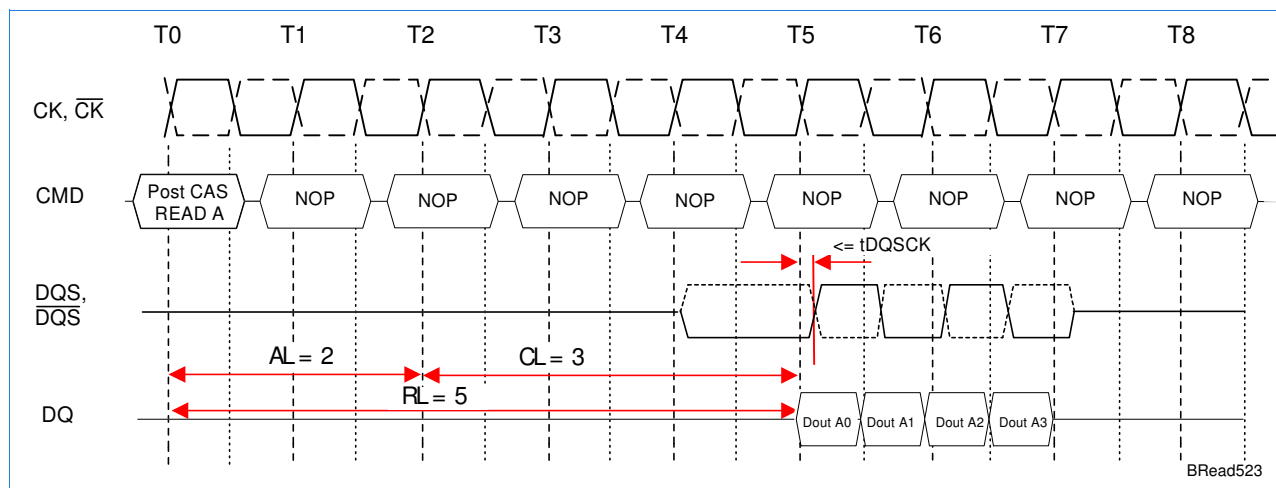 T0 T1 T2 T3 T4 T5 T6 T7 T8
CK, CK
CMD
Post CAS
READ A
NOP NOP NOP NOP NOP NOP NOP NOP
<= tDQSCK
DQS,
DQS
AL = 2
CL = 3
RL = 5
DQ
Dout A0 Dout A1 Dout A2 Dout A3
BRead523